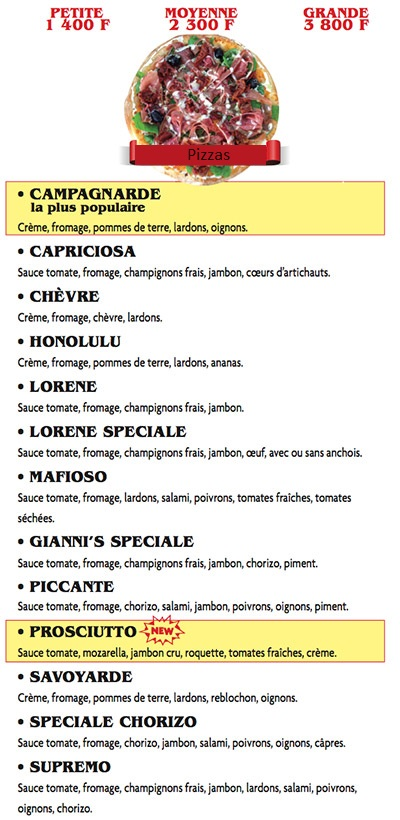 PETITE MOYENNE GRANDE
1 400 F 2 300 F 3 800 F
Pizzas
• CAMPAGNARDE
la plus populaire
Crème, fromage, pommes de terre, lardons, oignons.
• CAPRICIOSA
Sauce tomate, fromage, champignons frais, jambon, cœurs d'artichauts.
• CHÈVRE
Crème, fromage, chèvre, lardons.
• HONOLULU
Crème, fromage, pommes de terre, lardons, ananas.
• LORENE
Sauce tomate, fromage, champignons frais, jambon.
• LORENE SPECIALE
Sauce tomate, fromage, champignons frais, jambon, œuf, avec ou sans anchois.
• MAFIOSO
Sauce tomate, fromage, lardons, salami, poivrons, tomates fraîches, tomates
séchées.
• GIANNI'S SPECIALE
Sauce tomate, fromage, champignons frais, jambon, chorizo, piment.
• PICCANTE
Sauce tomate, fromage, chorizo, salami, jambon, poivrons, oignons, piment.
• PROSCIUTTO NEW
Sauce tomate, mozarella, jambon cru, roquette, tomates fraîches, crème.
• SAVOYARDE
Crème, fromage, pommes de terre, lardons, reblochon, oignons.
• SPECIALE CHORIZO
Sauce tomate, fromage, chorizo, jambon, salami, poivrons, oignons, câpres.
• SUPREMO
Sauce tomate, fromage, champignons frais, jambon, lardons, salami, poivrons,
oignons, chorizo.